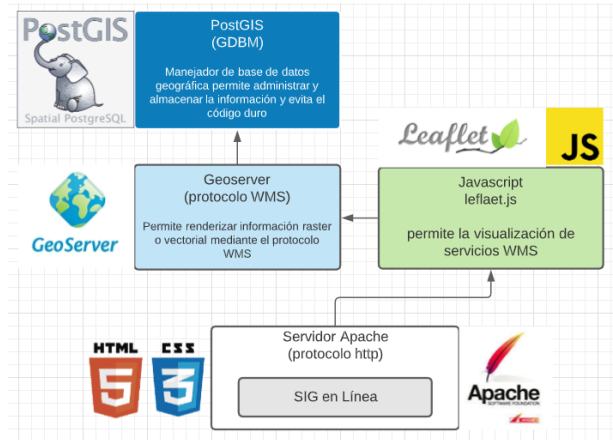 PostGIS
Spatial PostgreSQL
PostGIS
(GDBM)
Manejador de base de datos
geográfica permite administrar y
almacenar la información y evita el
código duro
Leaflet
JS
GeoServer
Geoserver
(protocolo WMS)
Permite renderizar información raster
o vectorial mediante el protocolo
WMS
Javascript
leflaet.js
permite la visualización de
servicios WMS
HTML
5
CSS
3
Servidor Apache
(protocolo http)
SIG en Línea
Apache
SOFTWARE FOUNDATION